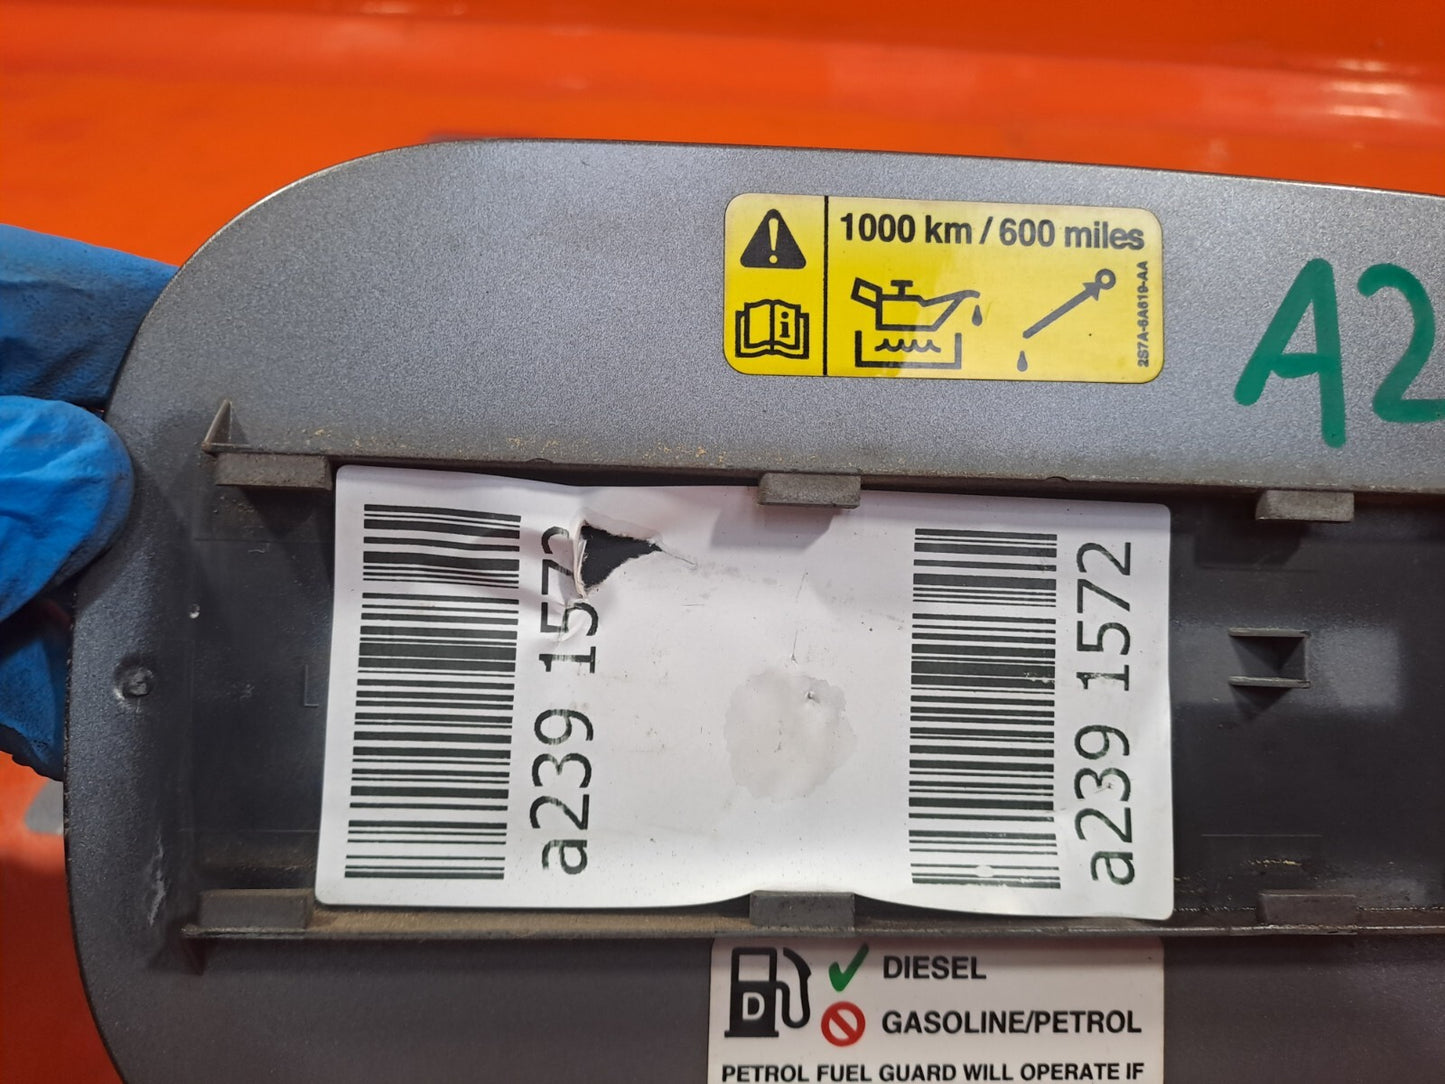 1000 km / 600 miles
2S7A-6A619-AA
A2
a239 1572
a239 1572
D
DIESEL
GASOLINE/PETROL
PETROL FUEL GUARD WILL OPERATE IF